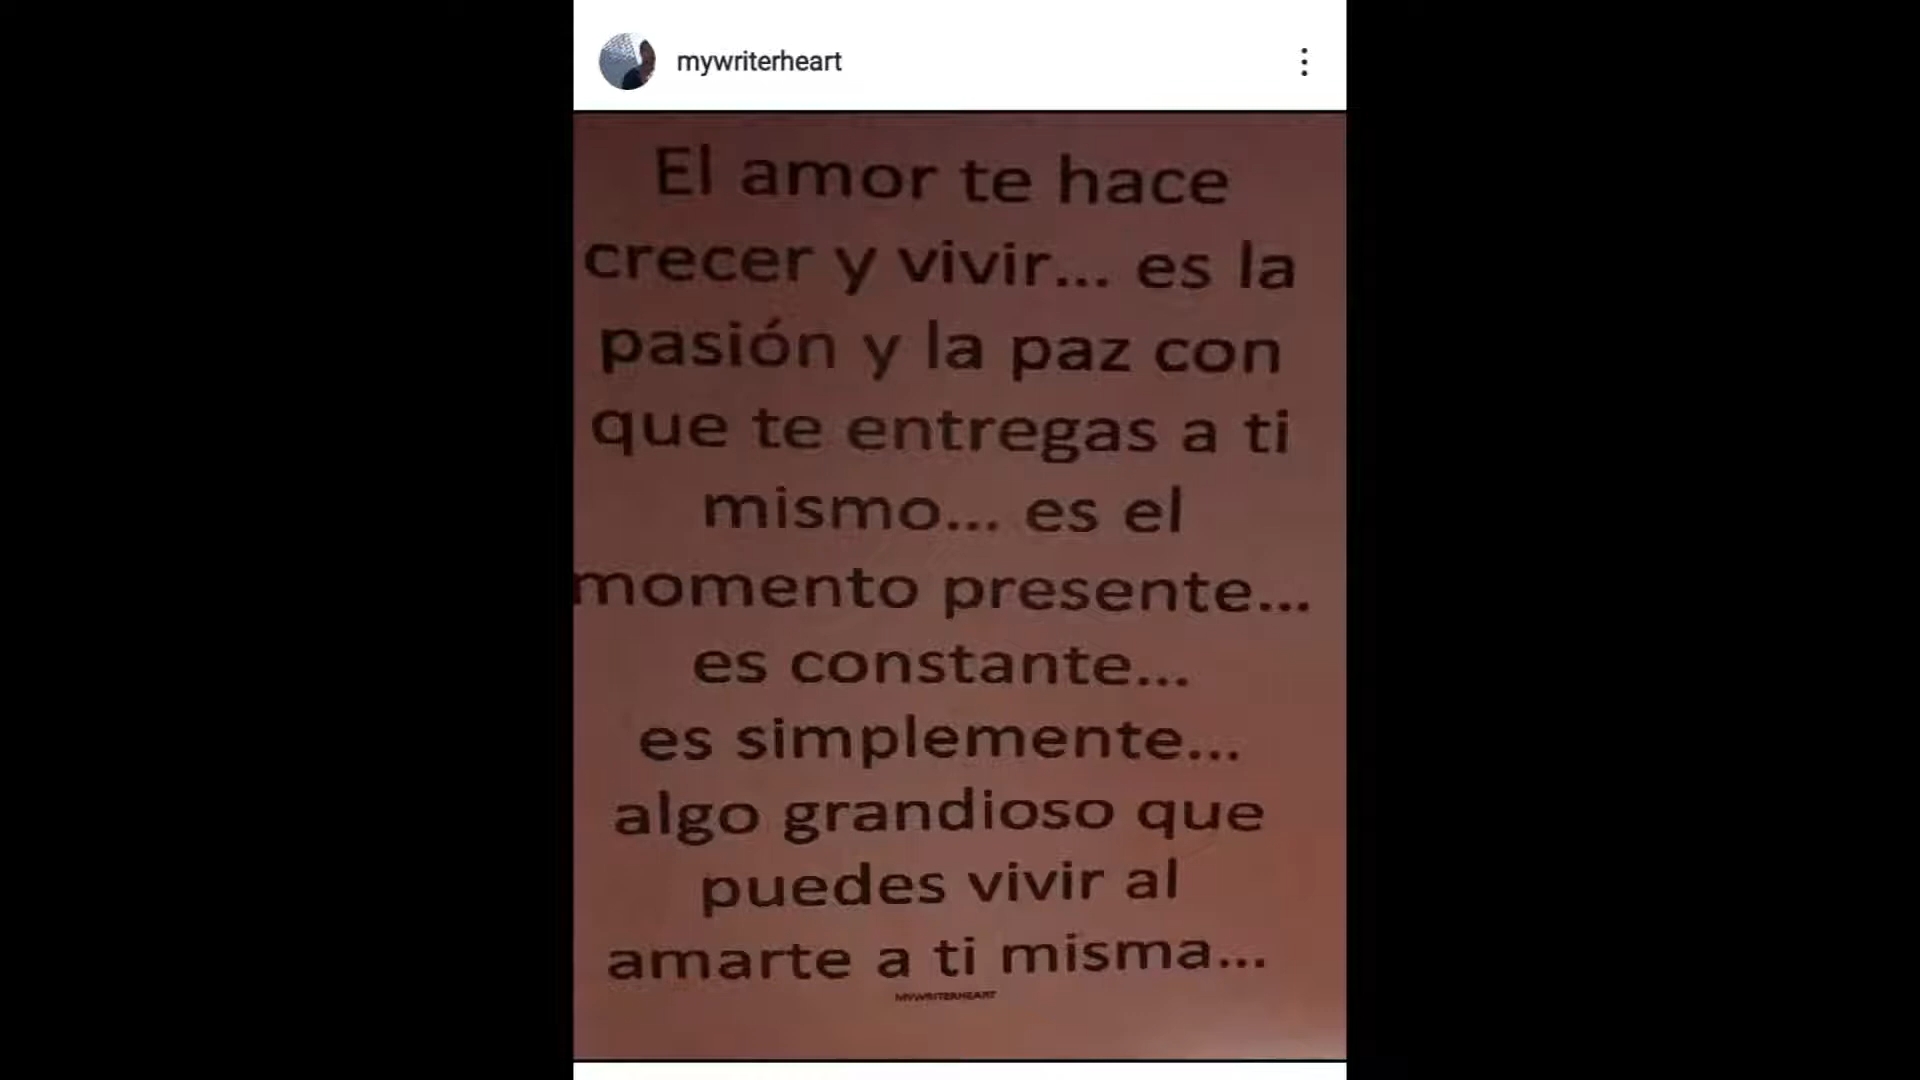 mywriterheart
El amor te hace
crecer y vivir... es la
pasión y la paz con
que te entregas a ti
mismo... es el
momento presente...
es constante...
es simplemente...
algo grandioso que
puedes vivir al
amarte a ti misma...
MYWRITERHEART